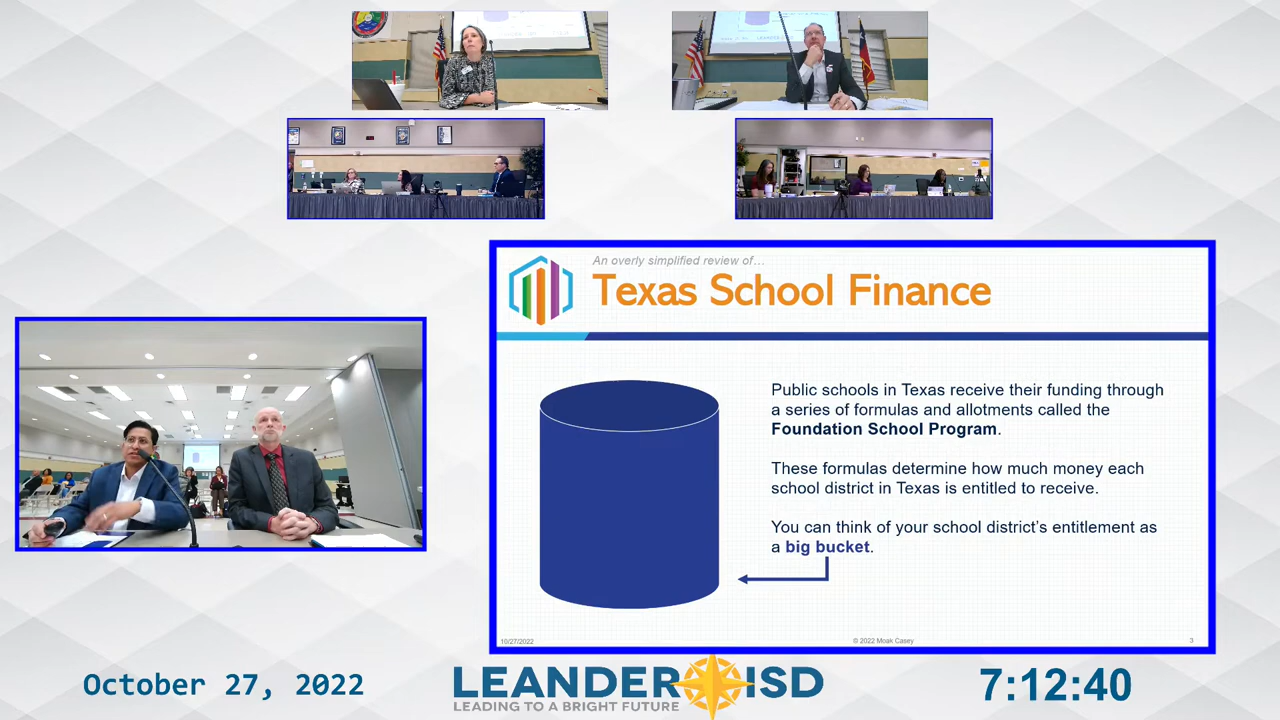 An overly simplified review of...
Texas School Finance
Public schools in Texas receive their funding through
a series of formulas and allotments called the
Foundation School Program.
These formulas determine how much money each
school district in Texas is entitled to receive.
You can think of your school district's entitlement as
a big bucket.
10/27/2022
© 2022 Moak Casey
3
October 27, 2022
LEANDER ISD
LEADING TO A BRIGHT FUTURE
7:12:40